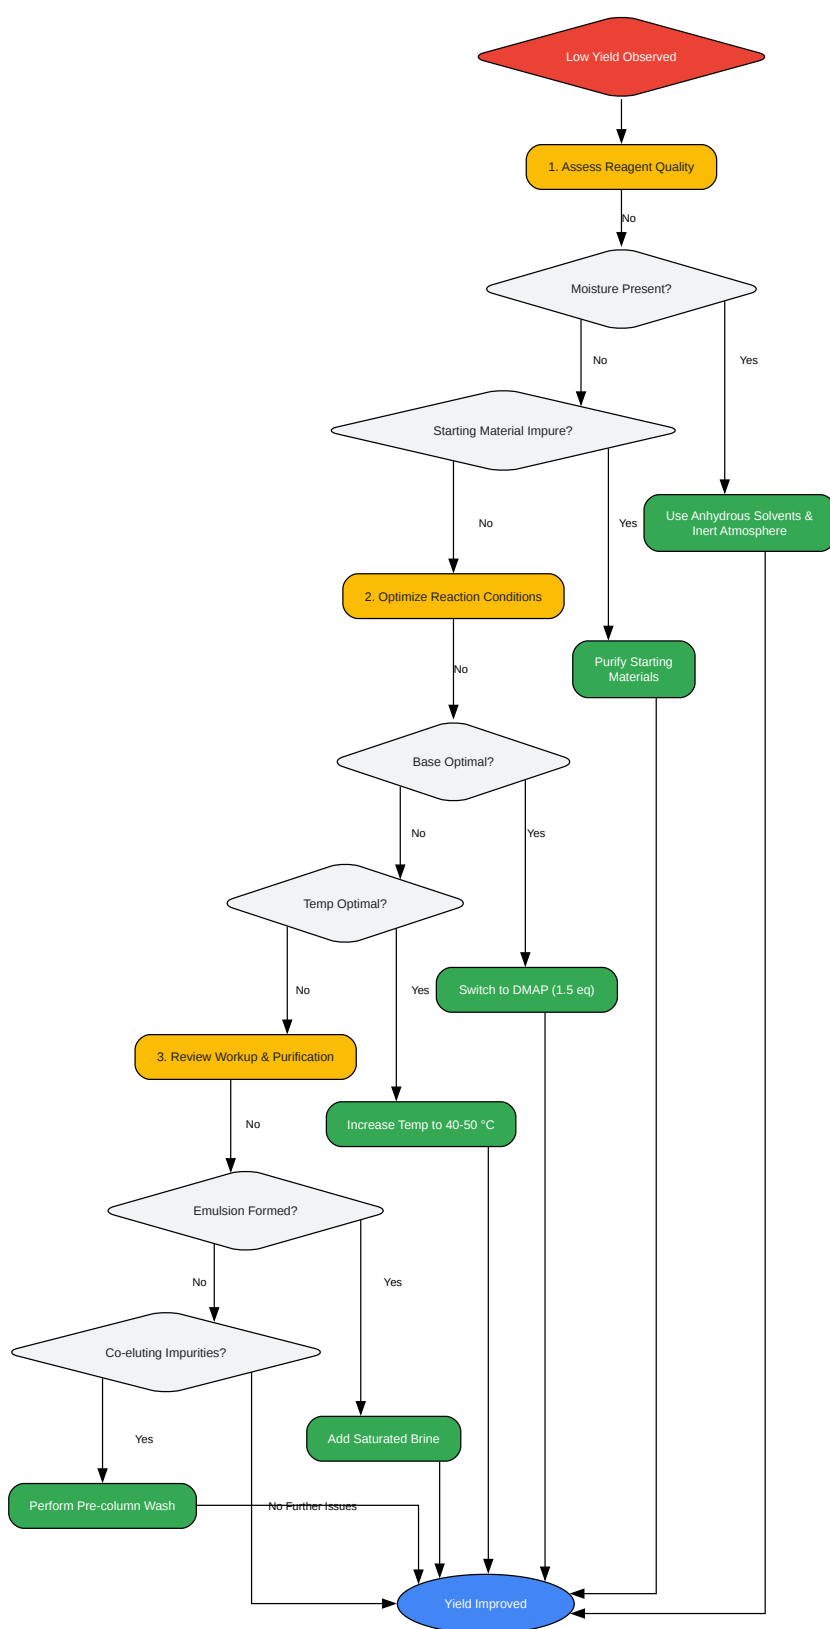 Low Yield Observed
1. Assess Reagent Quality
No
Moisture Present?
No
Yes
Starting Material Impure?
No
Yes
Use Anhydrous Solvents &
Inert Atmosphere
2. Optimize Reaction Conditions
Purify Starting
Materials
No
Base Optimal?
No
Yes
Temp Optimal?
No
Yes
Switch to DMAP (1.5 eq)
3. Review Workup & Purification
No
Increase Temp to 40-50 °C
Emulsion Formed?
No
Yes
Co-eluting Impurities?
Yes
Add Saturated Brine
Perform Pre-column Wash
No Further Issues
Yield Improved